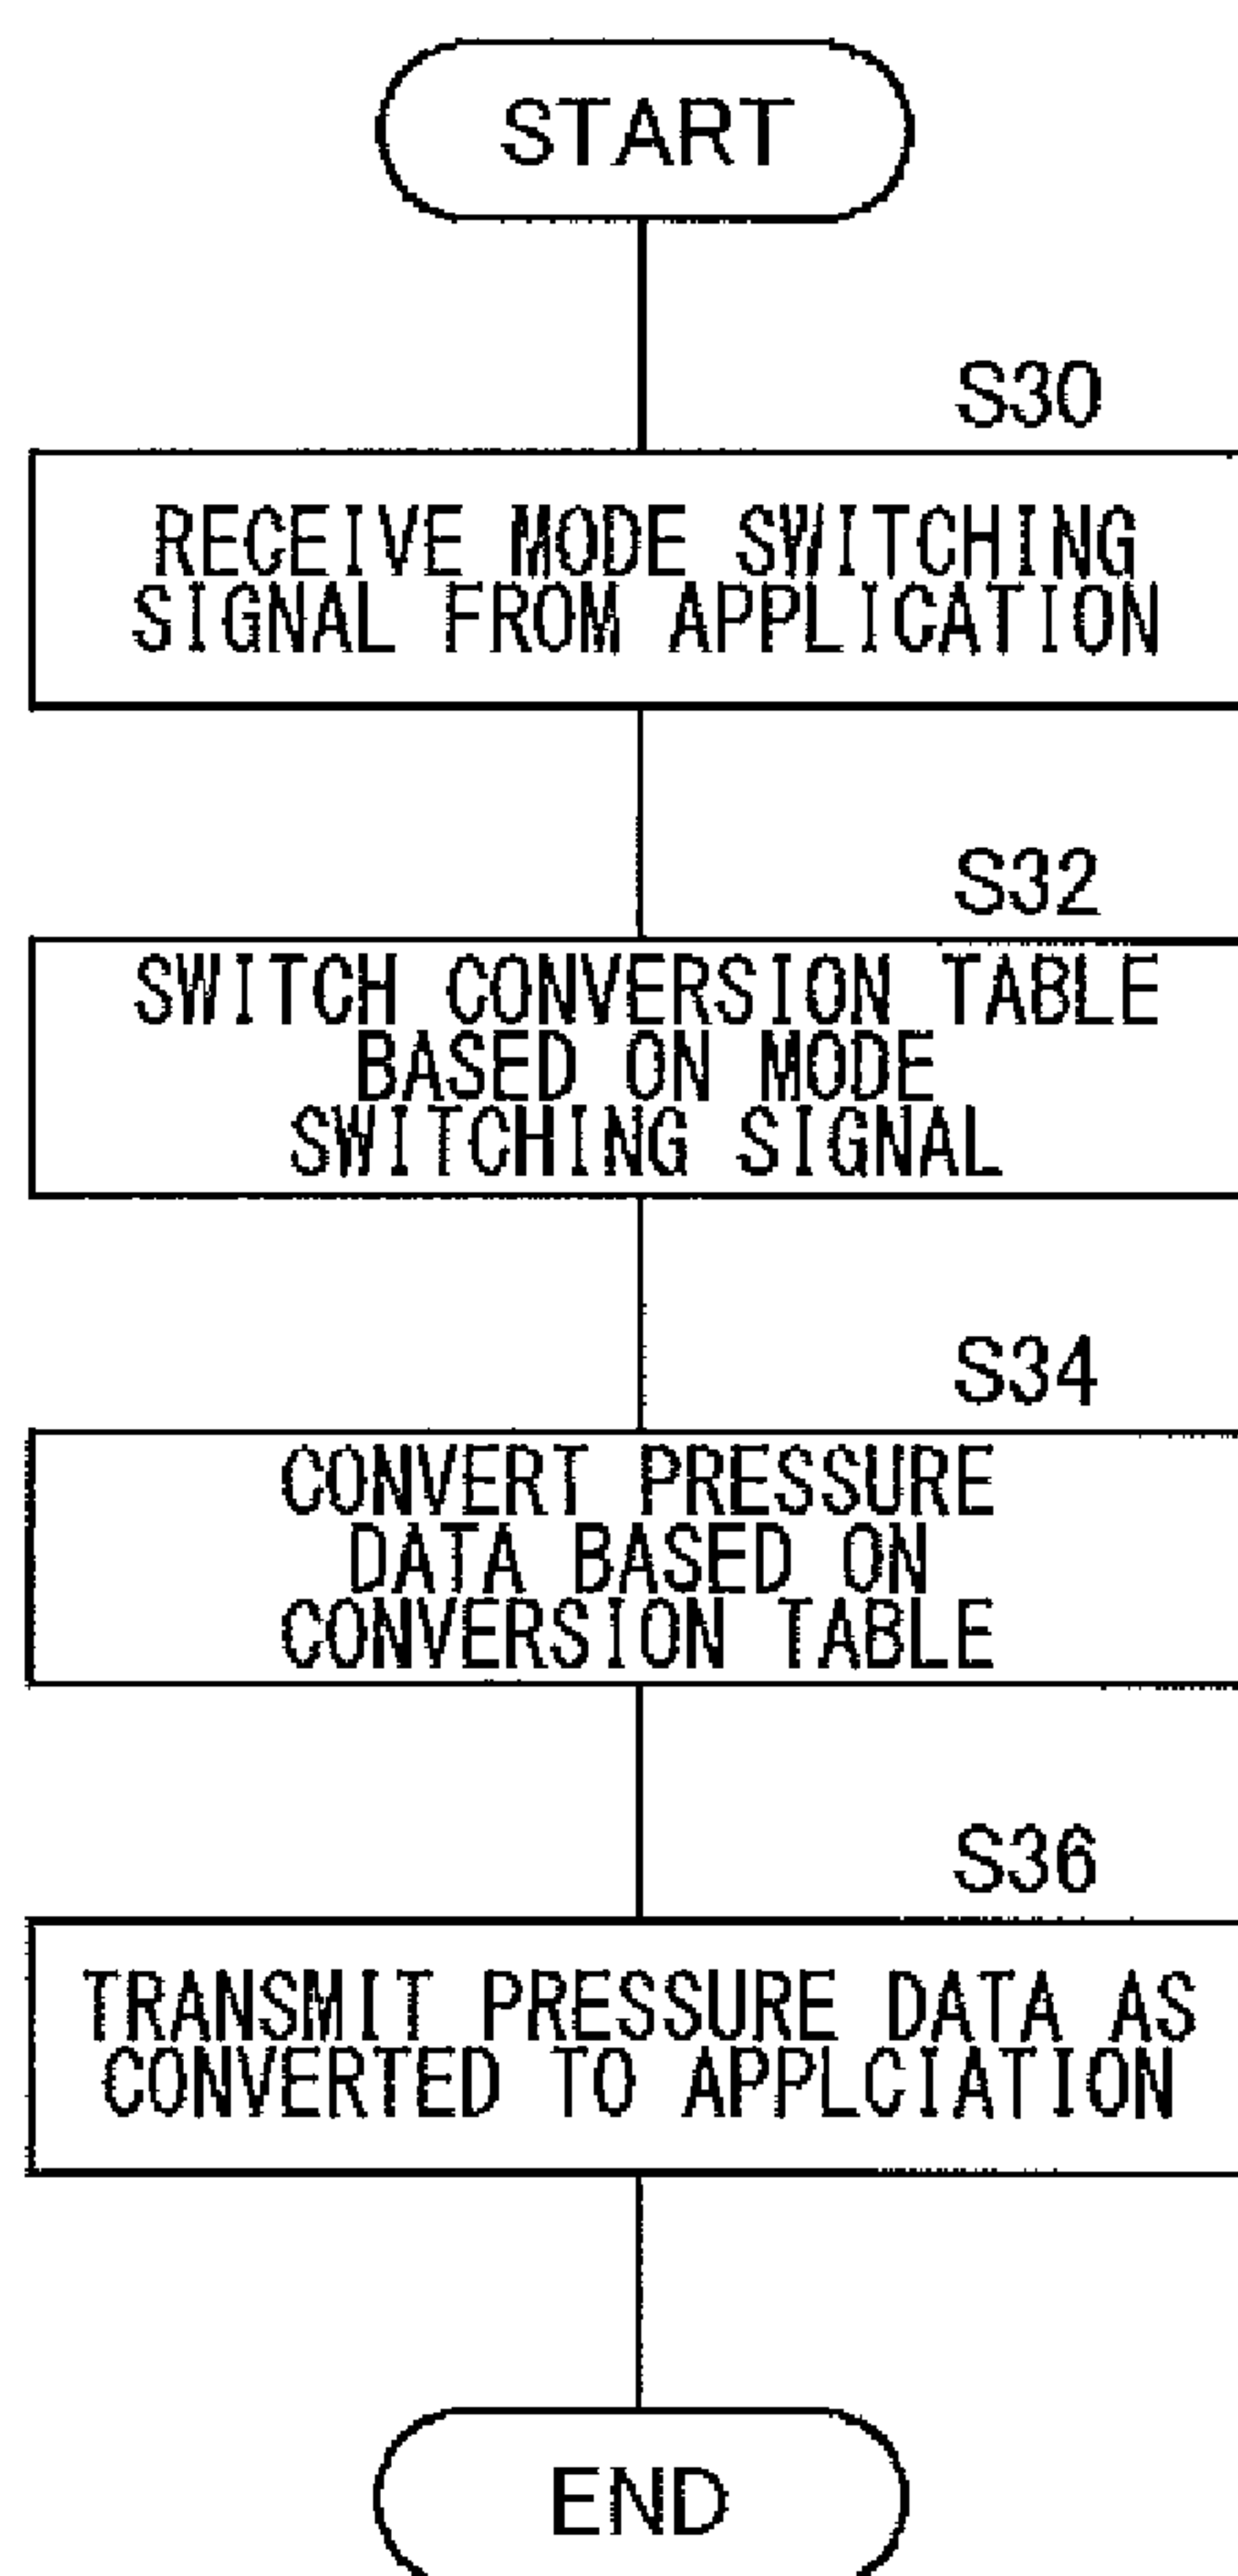 START
S30
RECEIVE MODE SWITCHING
SIGNAL FROM APPLICATION
S32
SWITCH CONVERSION TABLE
BASED ON MODE
SWITCHING SIGNAL
S34
CONVERT PRESSURE
DATA BASED ON
CONVERSION TABLE
S36
TRANSMIT PRESSURE DATA AS
CONVERTED TO APPLCIATION
END